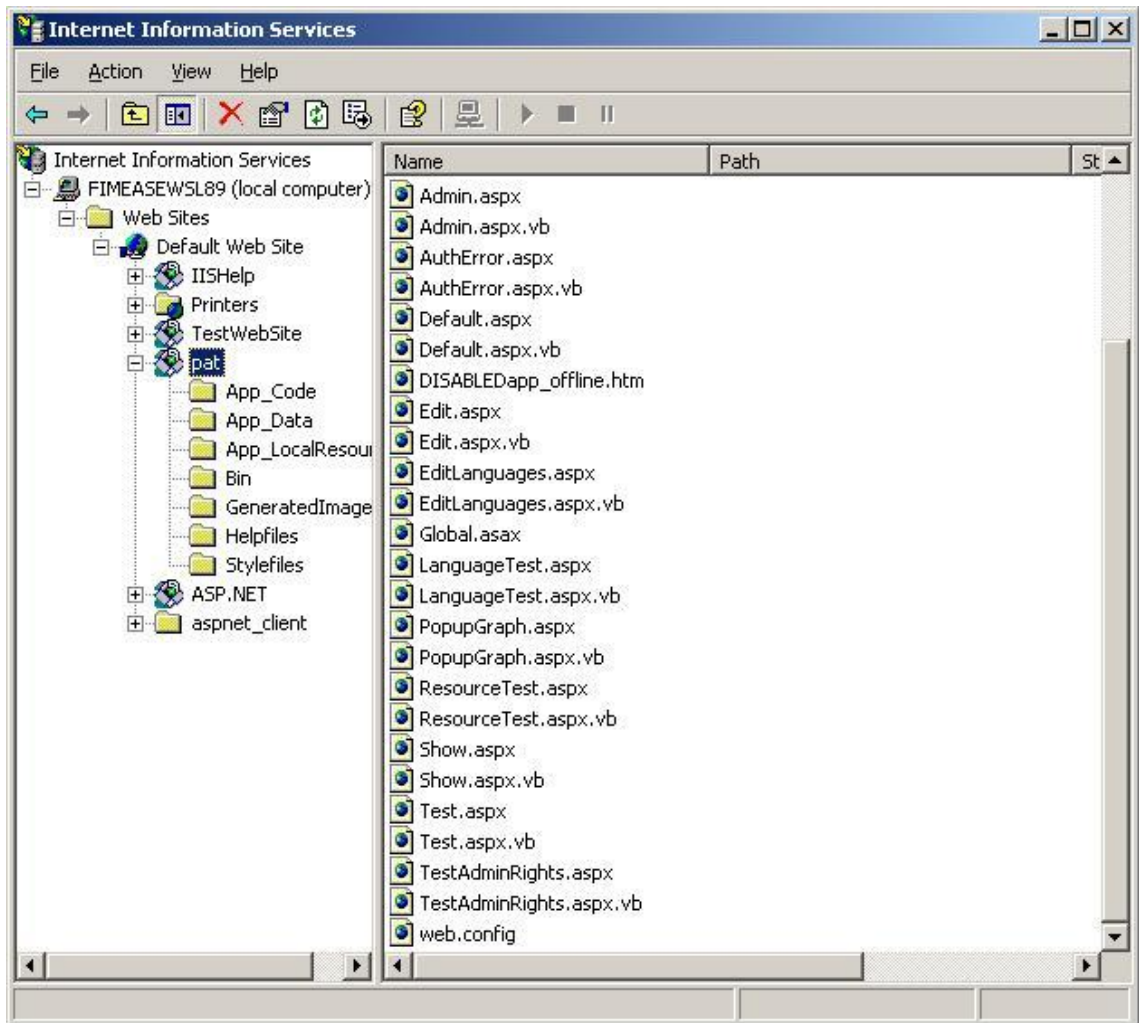 Internet Information Services
File Action View Help
Internet Information Services
FIMEASEWSL89 (local computer)
Web Sites
Default Web Site
IISHelp
Printers
TestWebSite
pat
App_Code
App_Data
App_LocalResour
Bin
GeneratedImage
Helpfiles
Stylefiles
ASP.NET
aspnet_client
Name Path St
Admin.aspx
Admin.aspx.vb
AuthError.aspx
AuthError.aspx.vb
Default.aspx
Default.aspx.vb
DISABLEDapp_offline.htm
Edit.aspx
Edit.aspx.vb
EditLanguages.aspx
EditLanguages.aspx.vb
Global.asax
LanguageTest.aspx
LanguageTest.aspx.vb
PopupGraph.aspx
PopupGraph.aspx.vb
ResourceTest.aspx
ResourceTest.aspx.vb
Show.aspx
Show.aspx.vb
Test.aspx
Test.aspx.vb
TestAdminRights.aspx
TestAdminRights.aspx.vb
web.config